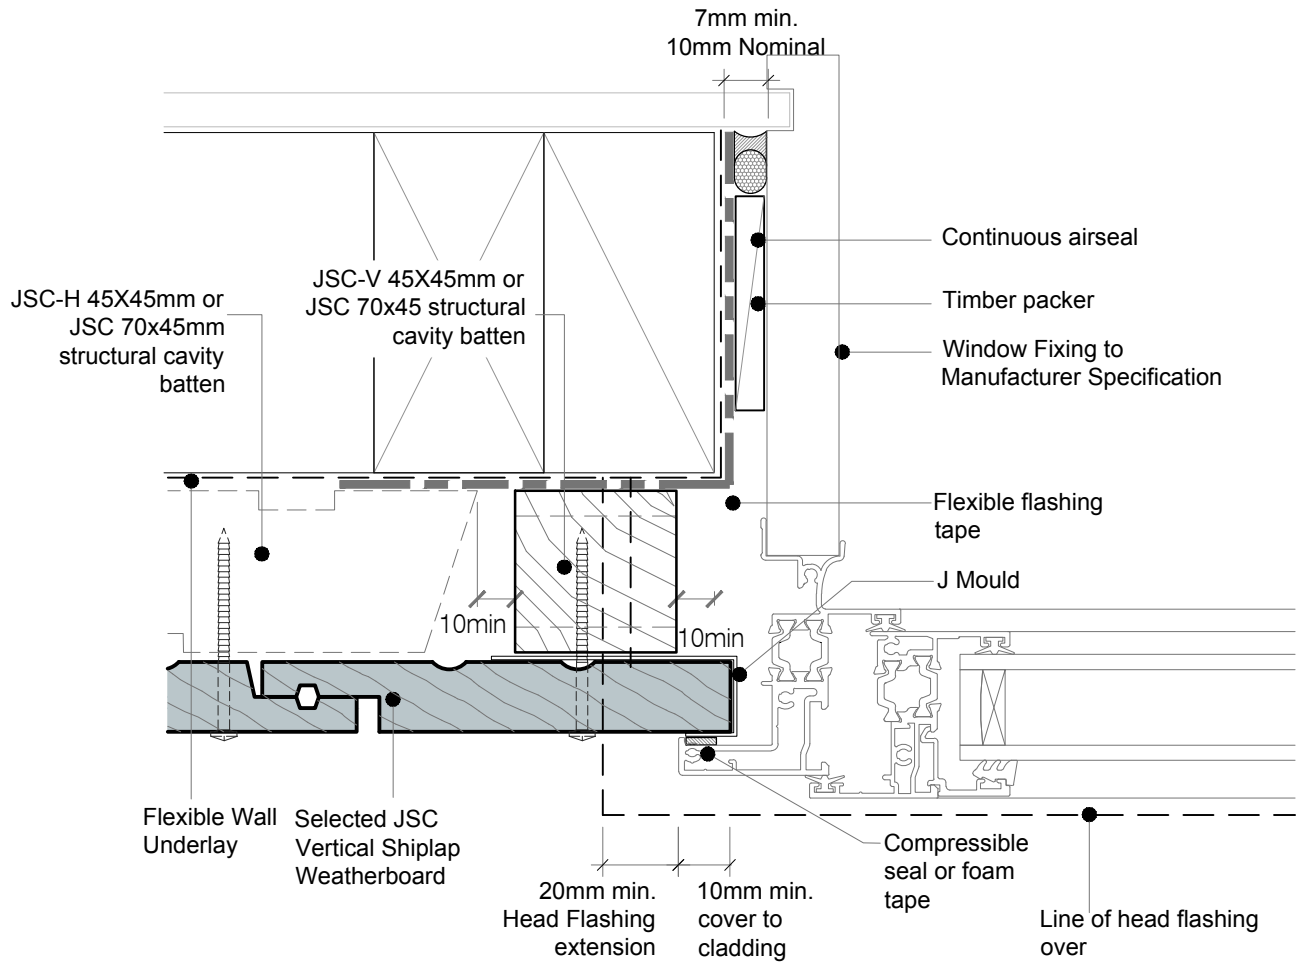 7mm min.
10mm Nominal
Continuous airseal
JSC-V 45X45mm or
JSC 70x45 structural
cavity batten
JSC-H 45X45mm or
JSC 70x45mm
structural cavity
batten
Timber packer
Window Fixing to
Manufacturer Specification
Flexible flashing
tape
J Mould
10min
10min
Flexible Wall
Underlay
Selected JSC
Vertical Shiplap
Weatherboard
Compressible
seal or foam
tape
20mm min.
Head Flashing
extension
10mm min.
cover to
cladding
Line of head flashing
over